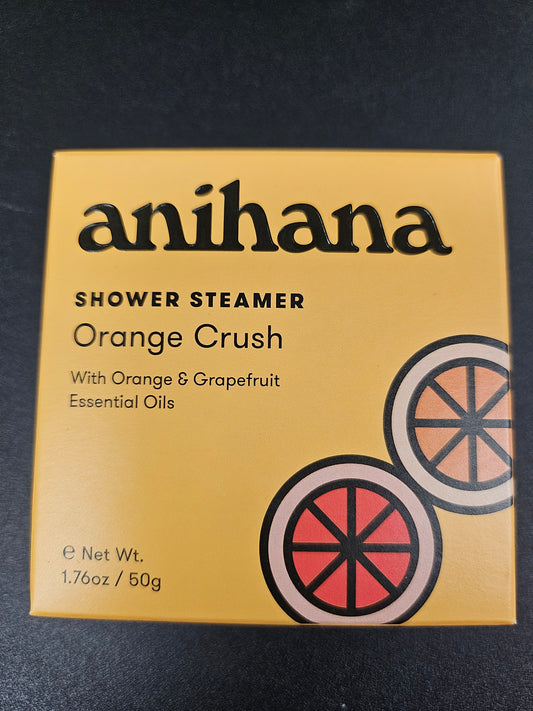 anihana
SHOWER STEAMER
Orange Crush
With Orange & Grapefruit
Essential Oils
℮ Net Wt.
1.76oz / 50g